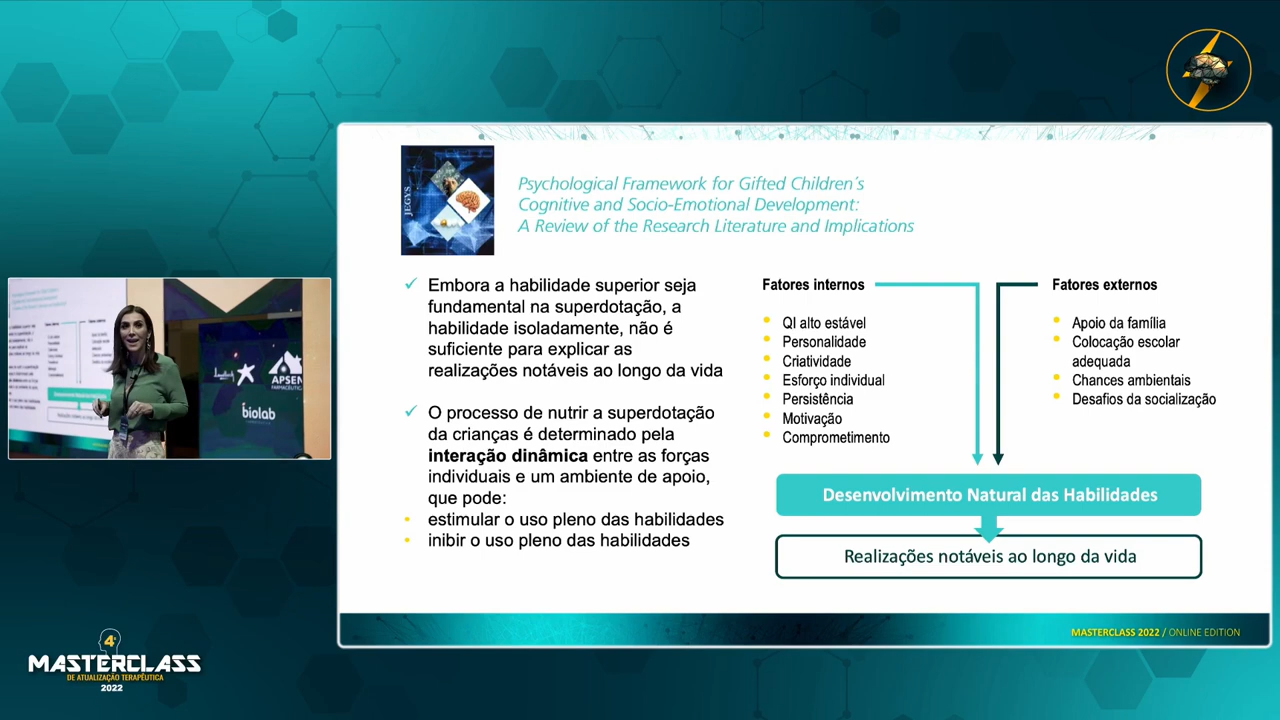 JEGYS
Psychological Framework for Gifted Children´s
Cognitive and Socio-Emotional Development:
A Review of the Research Literature and Implications
✓ Embora a habilidade superior seja
fundamental na superdotação, a
habilidade isoladamente, não é
suficiente para explicar as
realizações notáveis ao longo da vida
✓ O processo de nutrir a superdotação
da crianças é determinado pela
interação dinâmica entre as forças
individuais e um ambiente de apoio,
que pode:
• estimular o uso pleno das habilidades
• inibir o uso pleno das habilidades
Fatores internos
• QI alto estável
• Personalidade
• Criatividade
• Esforço individual
• Persistência
• Motivação
• Comprometimento
Fatores externos
• Apoio da família
• Colocação escolar
adequada
• Chances ambientais
• Desafios da socialização
Desenvolvimento Natural das Habilidades
Realizações notáveis ao longo da vida
MASTERCLASS 2022 / ONLINE EDITION
APSEN
FARMACÊUTICA
biolab
4ª
MASTERCLASS
DE ATUALIZAÇÃO TERAPÊUTICA
2022